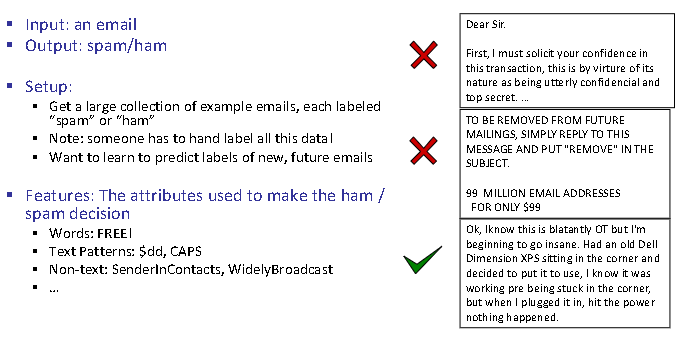 Input: an email
Output: spam/ham
Setup:
Get a large collection of example emails, each labeled
“spam” or “ham”
Note: someone has to hand label all this data!
Want to learn to predict labels of new, future emails
Features: The attributes used to make the ham /
spam decision
Words: FREE!
Text Patterns: $dd, CAPS
Non-text: SenderInContacts, WidelyBroadcast
…
Dear Sir.
First, I must solicit your confidence in
this transaction, this is by virture of its
nature as being utterly confidencial and
top secret. …
TO BE REMOVED FROM FUTURE
MAILINGS, SIMPLY REPLY TO THIS
MESSAGE AND PUT "REMOVE" IN THE
SUBJECT.
99 MILLION EMAIL ADDRESSES
FOR ONLY $99
Ok, Iknow this is blatantly OT but I'm
beginning to go insane. Had an old Dell
Dimension XPS sitting in the corner and
decided to put it to use, I know it was
working pre being stuck in the corner,
but when I plugged it in, hit the power
nothing happened.